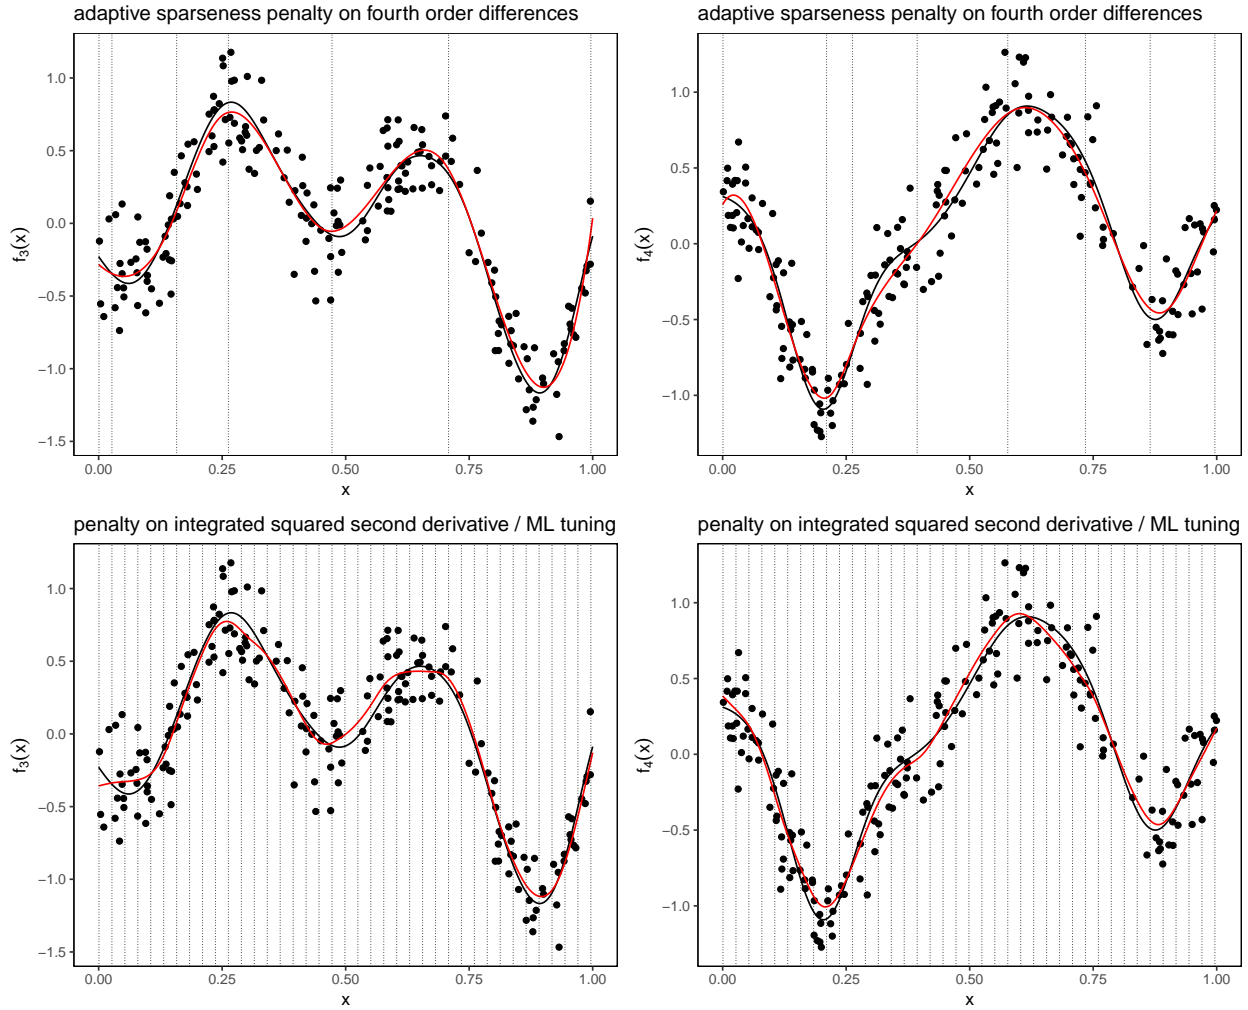 adaptive sparseness penalty on fourth order differences
f₃(x)
1.0
0.5
0.0
−0.5
−1.0
−1.5
0.00 0.25 0.50 0.75 1.00
x
adaptive sparseness penalty on fourth order differences
f₄(x)
1.0
0.5
0.0
−0.5
−1.0
0.00 0.25 0.50 0.75 1.00
x
penalty on integrated squared second derivative / ML tuning
f₃(x)
1.0
0.5
0.0
−0.5
−1.0
−1.5
0.00 0.25 0.50 0.75 1.00
x
penalty on integrated squared second derivative / ML tuning
f₄(x)
1.0
0.5
0.0
−0.5
−1.0
0.00 0.25 0.50 0.75 1.00
x